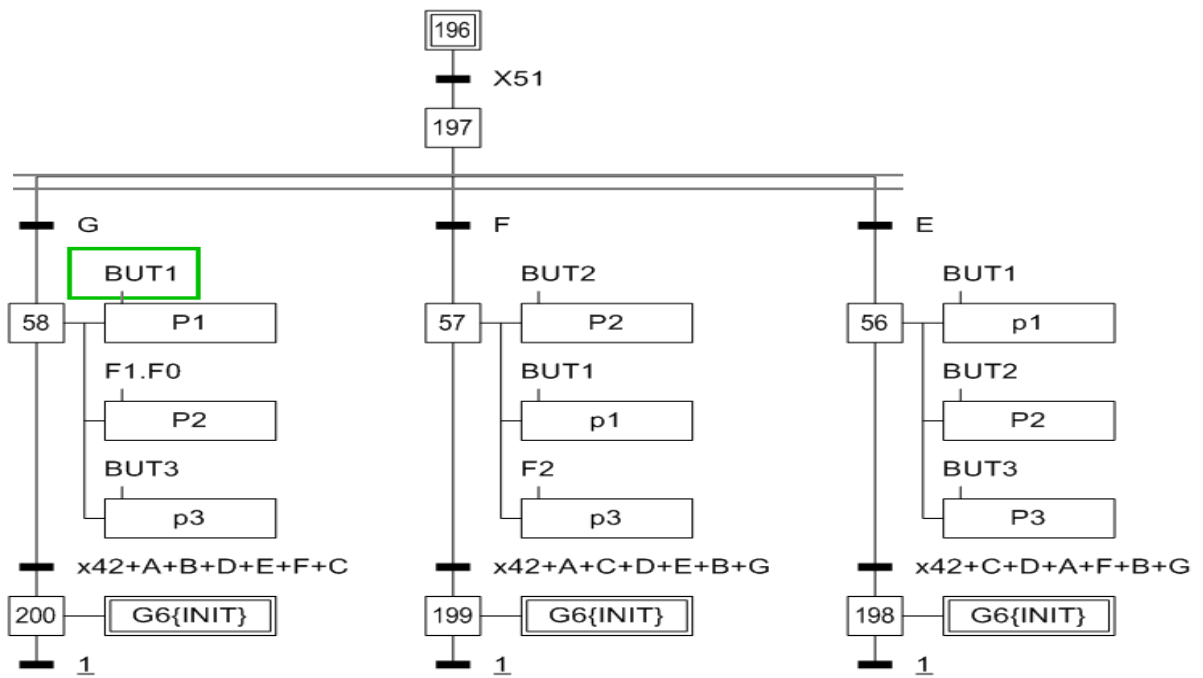 196
X51
197
G F E
BUT1 BUT2 BUT1
58 P1 57 P2 56 p1
F1.F0 BUT1 BUT2
P2 p1 P2
BUT3 F2 BUT3
p3 p3 P3
x42+A+B+D+E+F+C x42+A+C+D+E+B+G x42+C+D+A+F+B+G
200 G6{INIT} 199 G6{INIT} 198 G6{INIT}
1 1 1